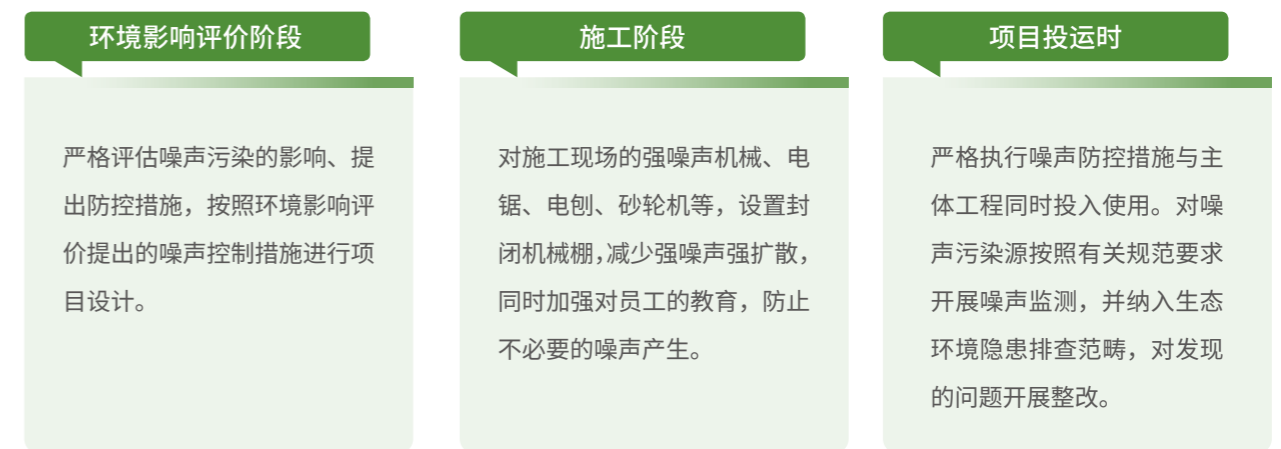 环境影响评价阶段
严格评估噪声污染的影响、提
出防控措施，按照环境影响评
价提出的噪声控制措施进行项
目设计。
施工阶段
对施工现场的强噪声机械、电
锯、电刨、砂轮机等，设置封
闭机械棚，减少强噪声强扩散，
同时加强对员工的教育，防止
不必要的噪声产生。
项目投运时
严格执行噪声防控措施与主
体工程同时投入使用。对噪
声污染源按照有关规范要求
开展噪声监测，并纳入生态
环境隐患排查范畴，对发现
的问题开展整改。